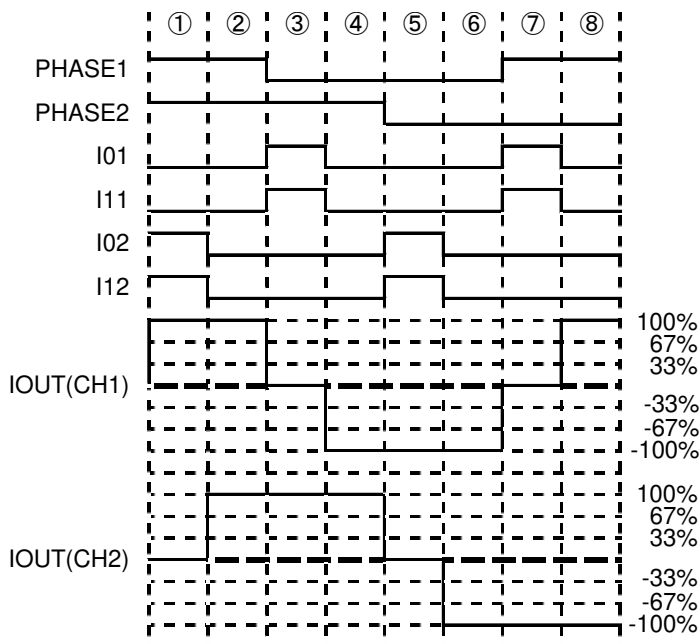 ① ② ③ ④ ⑤ ⑥ ⑦ ⑧
PHASE1
PHASE2
I01
I11
I02
I12
100%
67%
33%
IOUT(CH1)
-33%
-67%
-100%
100%
67%
33%
IOUT(CH2)
-33%
-67%
-100%